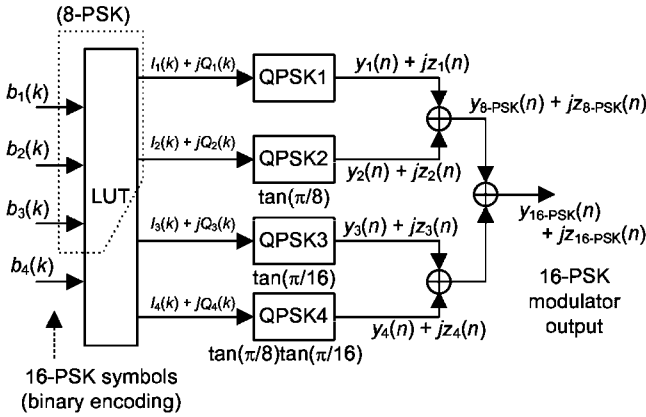 (8-PSK)
I₁(k) + jQ₁(k)
QPSK1
y₁(n) + jz₁(n)
b₁(k)
y₈₋PSK(n) + jz₈₋PSK(n)
b₂(k)
I₂(k) + jQ₂(k)
QPSK2
y₂(n) + jz₂(n)
tan(π/8)
LUT
b₃(k)
I₃(k) + jQ₃(k)
QPSK3
y₃(n) + jz₃(n)
y₁₆₋PSK(n)
+ jz₁₆₋PSK(n)
tan(π/16)
b₄(k)
I₄(k) + jQ₄(k)
QPSK4
y₄(n) + jz₄(n)
tan(π/8)tan(π/16)
16-PSK
modulator
output
16-PSK symbols
(binary encoding)